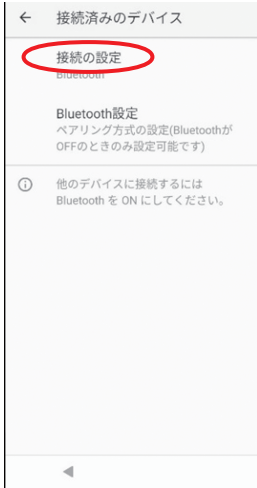 接続済みのデバイス
接続の設定
Bluetooth
Bluetooth設定
ペアリング方式の設定(Bluetoothが
OFFのときのみ設定可能です)
他のデバイスに接続するには
Bluetooth を ON にしてください。